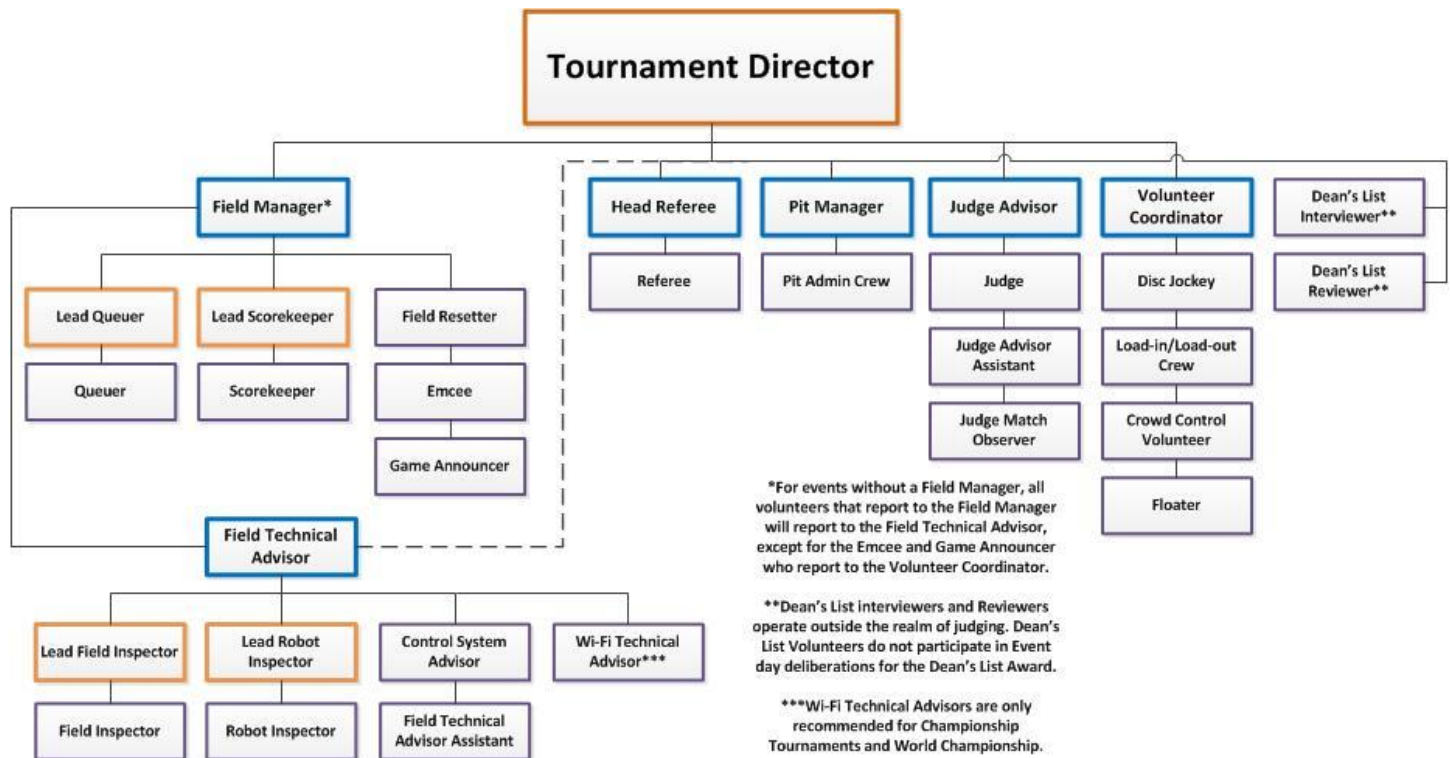 Tournament Director
Field Manager*
Head Referee
Pit Manager
Judge Advisor
Volunteer
Coordinator
Dean's List
Interviewer**
Referee
Pit Admin Crew
Judge
Disc Jockey
Dean's List
Reviewer**
Lead Queuer
Lead Scorekeeper
Field Resetter
Judge Advisor
Assistant
Load-in/Load-out
Crew
Queuer
Scorekeeper
Emcee
Judge Match
Observer
Crowd Control
Volunteer
Game Announcer
Floater
*For events without a Field Manager, all
volunteers that report to the Field Manager
will report to the Field Technical Advisor,
except for the Emcee and Game Announcer
who report to the Volunteer Coordinator.
Field Technical
Advisor
**Dean's List interviewers and Reviewers
operate outside the realm of judging. Dean's
List Volunteers do not participate in Event
day deliberations for the Dean's List Award.
Lead Field Inspector
Lead Robot
Inspector
Control System
Advisor
Wi-Fi Technical
Advisor***
Field Inspector
Robot Inspector
Field Technical
Advisor Assistant
***Wi-Fi Technical Advisors are only
recommended for Championship
Tournaments and World Championship.